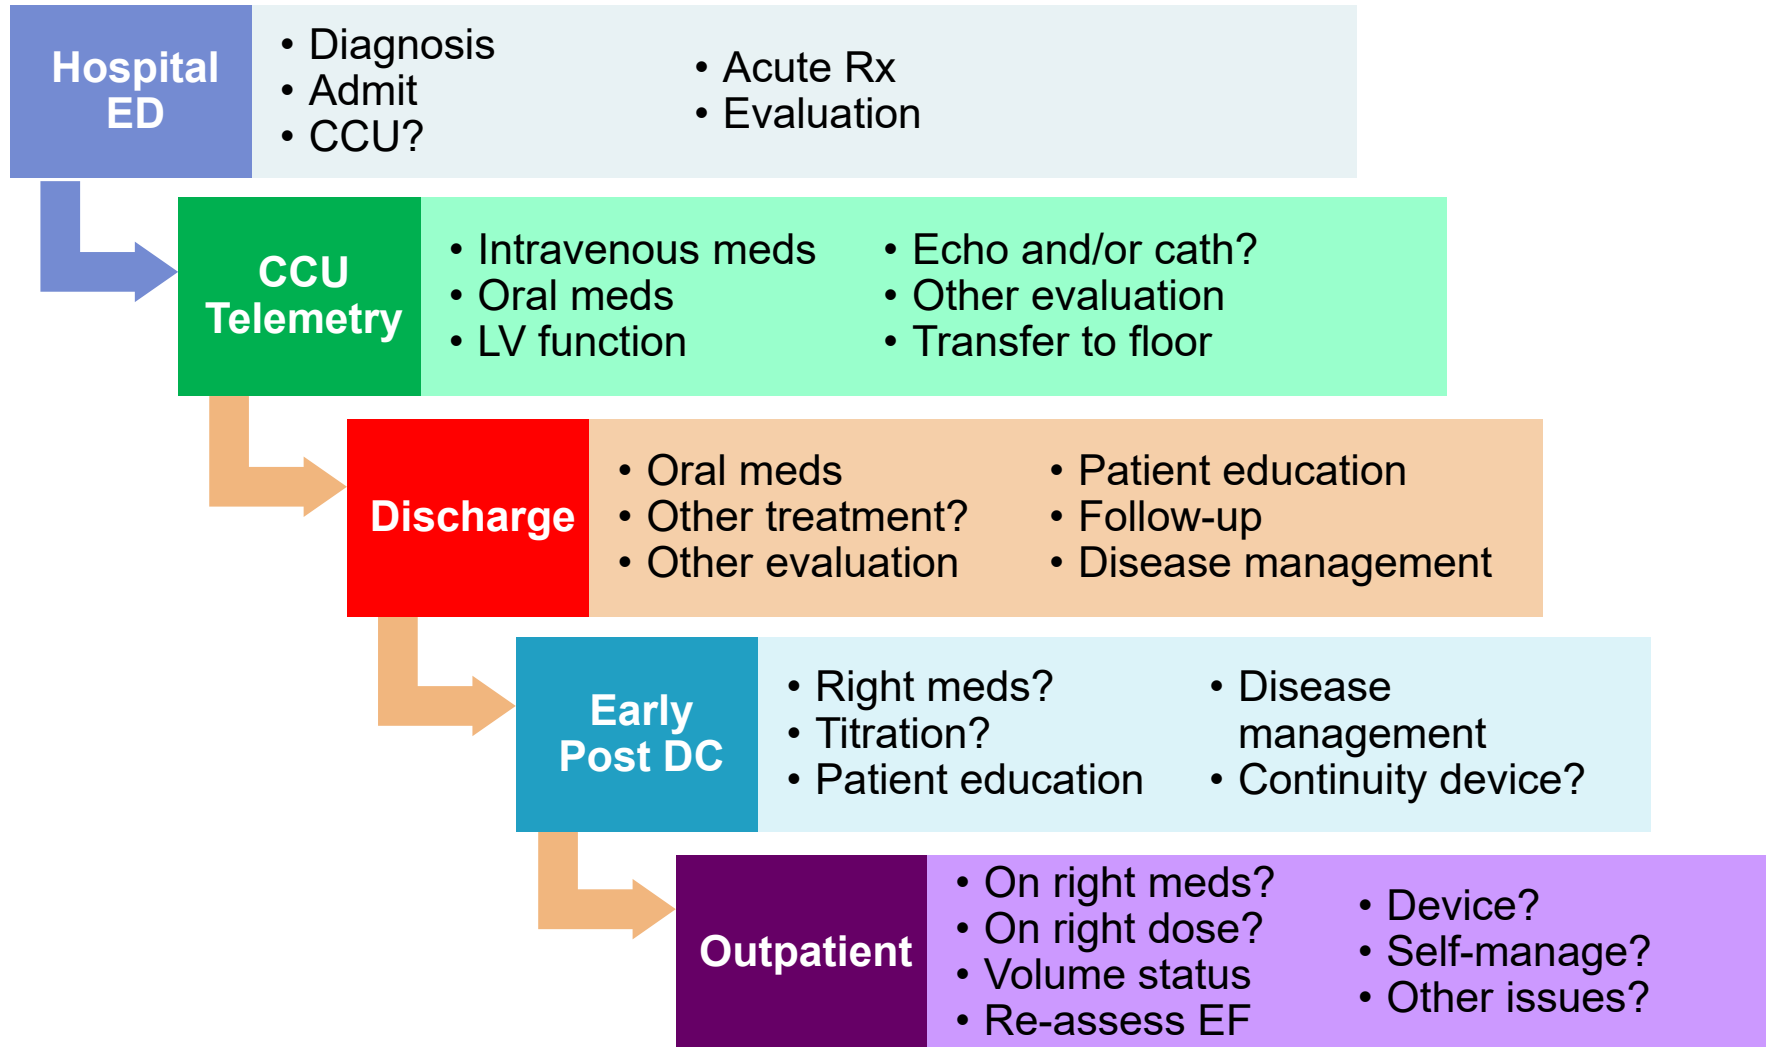 Hospital
ED
• Diagnosis
• Admit
• CCU?
• Acute Rx
• Evaluation
CCU
Telemetry
• Intravenous meds
• Oral meds
• LV function
• Echo and/or cath?
• Other evaluation
• Transfer to floor
Discharge
• Oral meds
• Other treatment?
• Other evaluation
• Patient education
• Follow-up
• Disease management
Early
Post DC
• Right meds?
• Titration?
• Patient education
• Disease
management
• Continuity device?
Outpatient
• On right meds?
• On right dose?
• Volume status
• Re-assess EF
• Device?
• Self-manage?
• Other issues?